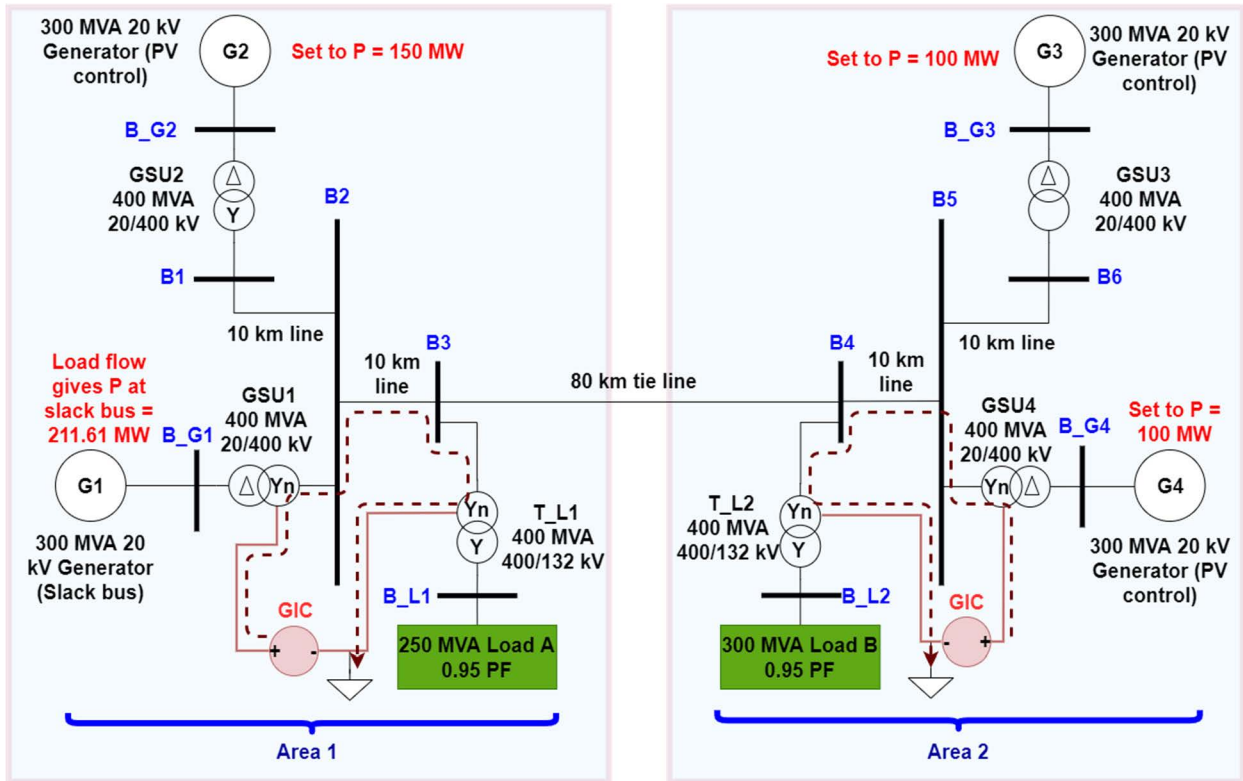 300 MVA 20 kV
Generator (PV
control)
G2
Set to P = 150 MW
B_G2
GSU2
400 MVA
20/400 kV
Δ
Y
B1
10 km line
B2
Load flow
gives P at
slack bus =
211.61 MW
B_G1
GSU1
400 MVA
20/400 kV
G1
Δ
Yn
300 MVA 20
kV Generator
(Slack bus)
B3
10 km
line
Yn
Y
T_L1
400 MVA
400/132 kV
B_L1
GIC
+
-
250 MVA Load A
0.95 PF
Area 1
80 km tie line
Set to P = 100 MW
G3
300 MVA 20 kV
Generator (PV
control)
B_G3
Δ
GSU3
400 MVA
20/400 kV
B5
B6
10 km line
B4
10 km
line
GSU4
400 MVA
20/400 kV
Yn
Δ
B_G4
Set to P =
100 MW
G4
300 MVA 20 kV
Generator (PV
control)
T_L2
400 MVA
400/132 kV
Yn
Y
B_L2
GIC
-
+
300 MVA Load B
0.95 PF
Area 2